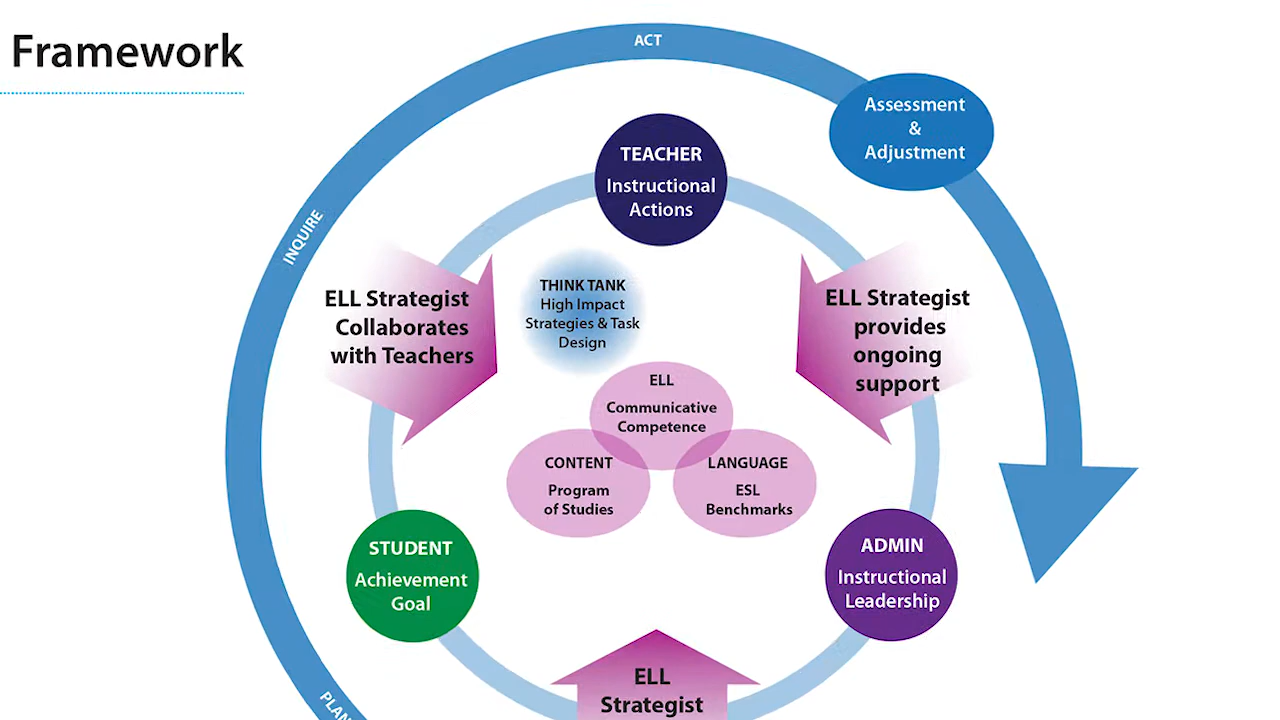 Framework
ACT
Assessment
&
Adjustment
TEACHER
Instructional
Actions
INQUIRE
THINK TANK
High Impact
Strategies & Task
Design
ELL Strategist
Collaborates
with Teachers
ELL Strategist
provides
ongoing
support
ELL
Communicative
Competence
CONTENT
Program
of Studies
LANGUAGE
ESL
Benchmarks
STUDENT
Achievement
Goal
ADMIN
Instructional
Leadership
ELL
Strategist
PLAN